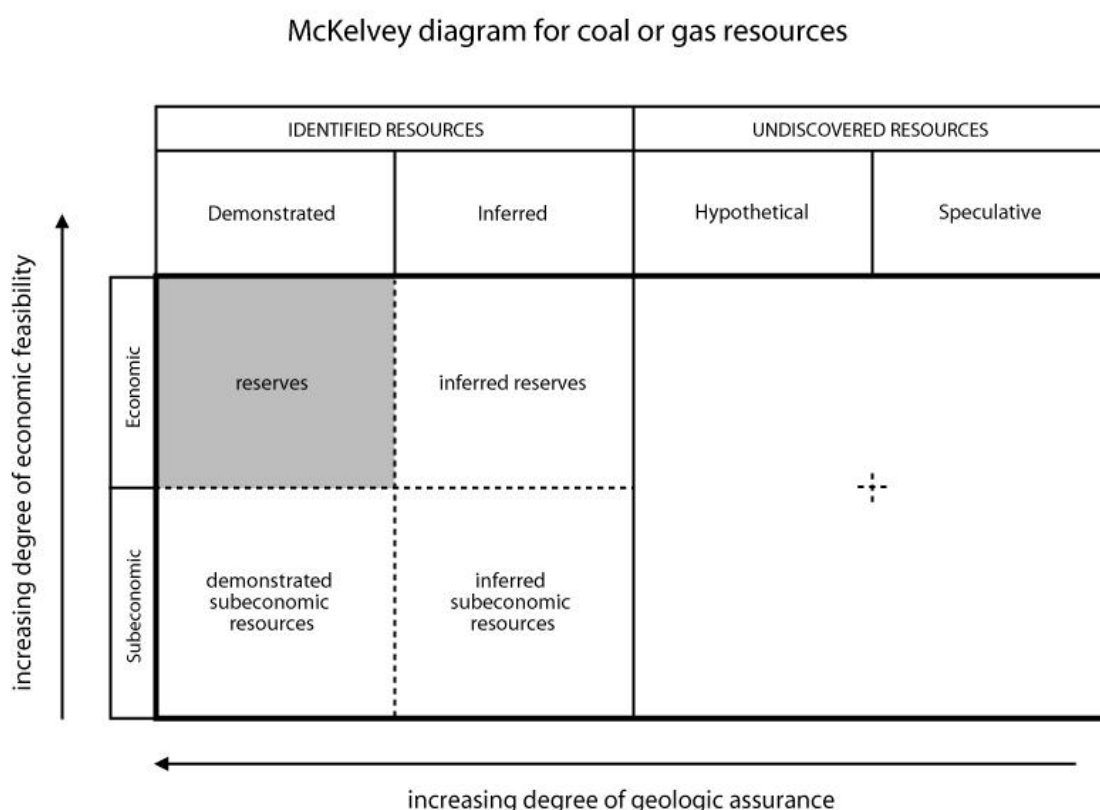 McKelvey diagram for coal or gas resources
IDENTIFIED RESOURCES
UNDISCOVERED RESOURCES
Demonstrated
Inferred
Hypothetical
Speculative
increasing degree of economic feasibility
Economic
reserves
inferred reserves
Subeconomic
demonstrated
subeconomic
resources
inferred
subeconomic
resources
increasing degree of geologic assurance